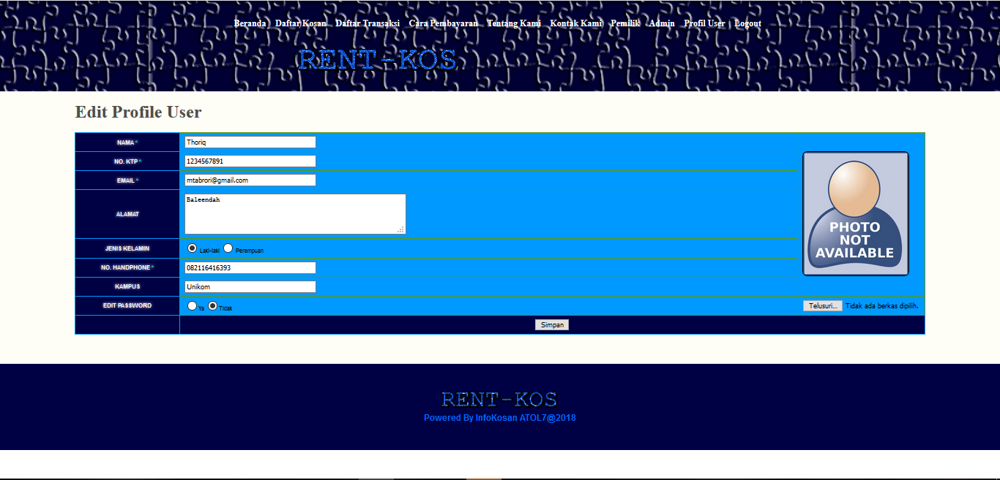 Beranda Daftar Kosan Daftar Transaksi Cara Pembayaran Tentang Kami Kontak Kami Pemilik Admin Profil User Logout
RENT-KOS
Edit Profile User
NAMA * Thoriq
NO. KTP * 1234567891
EMAIL * mtabrori@gmail.com
ALAMAT Baleendah
JENIS KELAMIN Laki-laki Perempuan
NO. HANDPHONE * 082116416393
KAMPUS Unikom
EDIT PASSWORD Ya Tidak
PHOTO
NOT
AVAILABLE
Telusuri... Tidak ada berkas dipilih.
Simpan
RENT-KOS
Powered By InfoKosan ATOL7@2018